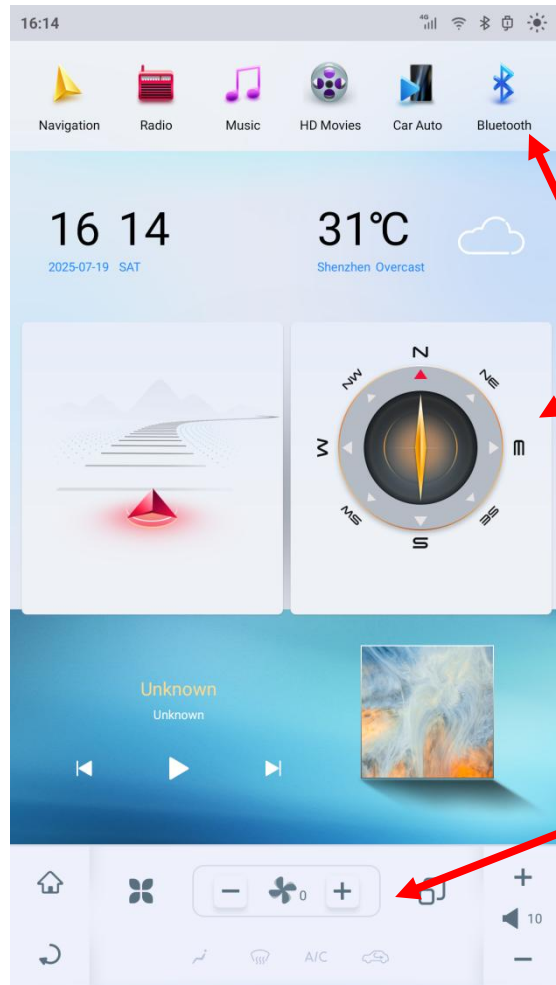 16:14
4G
Navigation Radio Music HD Movies Car Auto Bluetooth
16 14 31℃
2025-07-19 SAT Shenzhen Overcast
N
NW NE
W E
SW SE
S
Unknown
Unknown
0
10
A/C